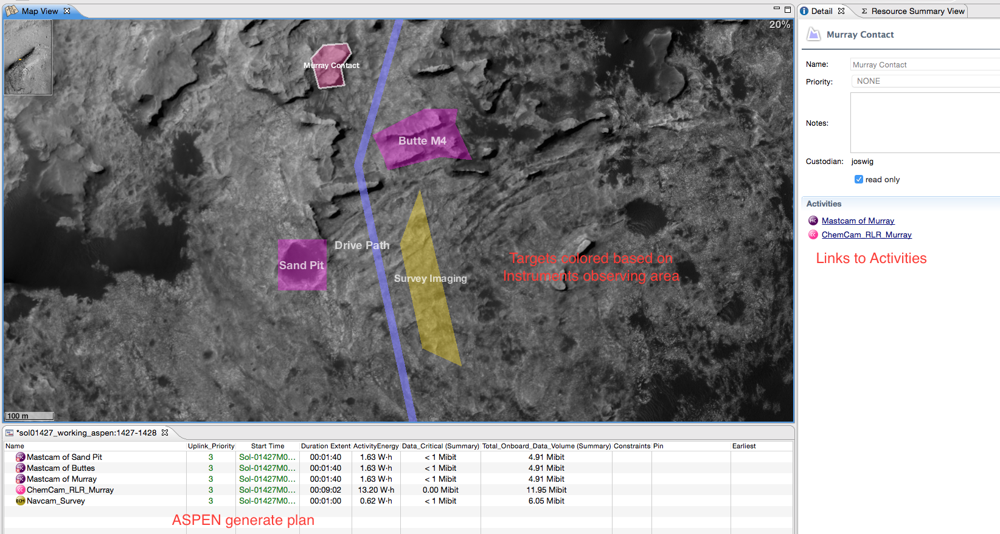 Map View
20%
Murray Contact
Butte M4
Drive Path
Sand Pit
Survey Imaging
Targets colored based on
Instruments observing area
100 m
Detail
Σ Resource Summary View
Murray Contact
Name: Murray Contact
Priority: NONE
Notes:
Custodian: joswig
read only
Activities
MC Mastcam of Murray
CC ChemCam_RLR_Murray
Links to Activities
*sol01427_working_aspen:1427-1428
Name Uplink_Priority Start Time Duration Extent ActivityEnergy Data_Critical (Summary) Total_Onboard_Data_Volume (Summary) Constraints Pin Earliest
MC Mastcam of Sand Pit 3 Sol-01427M0... 00:01:40 1.63 W·h < 1 Mibit 4.91 Mibit
MC Mastcam of Buttes 3 Sol-01427M0... 00:01:40 1.63 W·h < 1 Mibit 4.91 Mibit
MC Mastcam of Murray 3 Sol-01427M0... 00:01:40 1.63 W·h < 1 Mibit 4.91 Mibit
CC ChemCam_RLR_Murray 3 Sol-01427M0... 00:09:02 13.20 W·h 0.00 Mibit 11.95 Mibit
ECM Navcam_Survey 3 Sol-01427M0... 00:01:00 0.62 W·h < 1 Mibit 6.05 Mibit
ASPEN generate plan